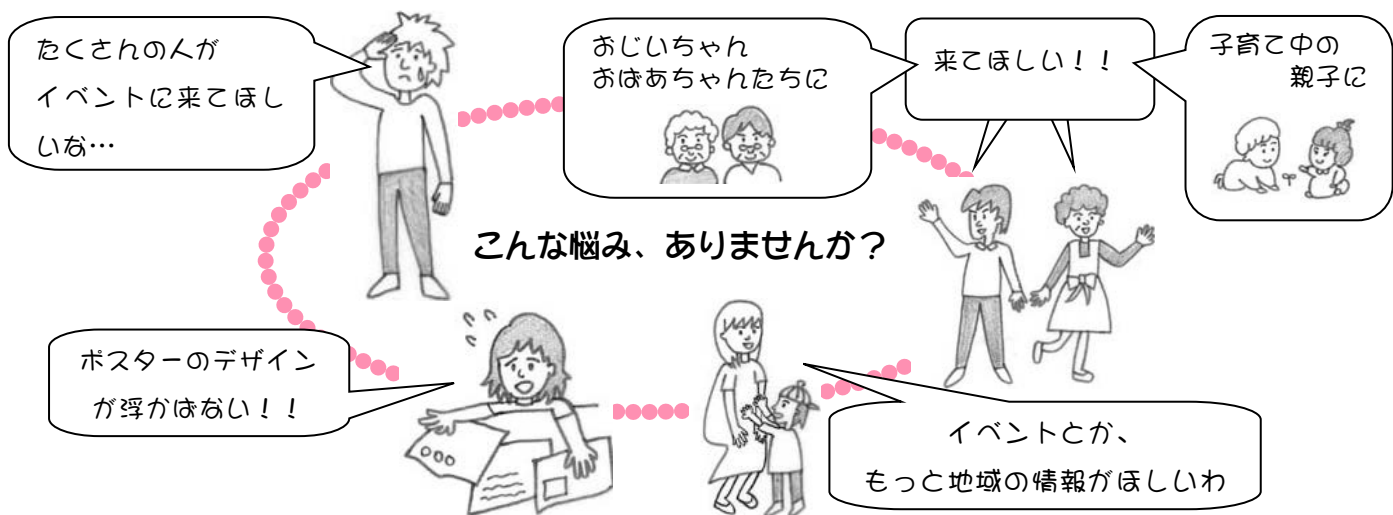 たくさんの人が
イベントに来てほし
いな…
おじいちゃん
おばあちゃんたちに
来てほしい！！
子育て中の
親子に
こんな悩み、ありませんか？
ポスターのデザイン
が浮かばない！！
イベントとか、
もっと地域の情報がほしいわ